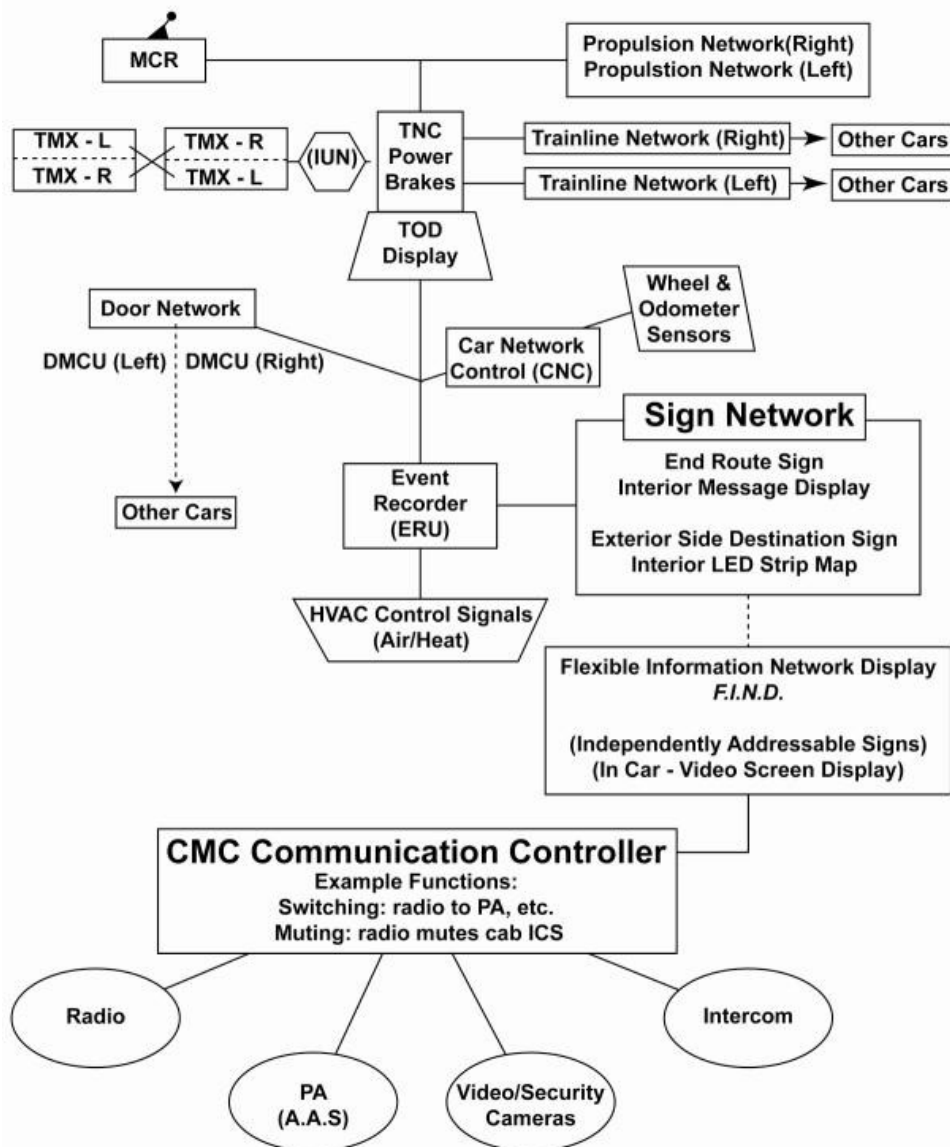 MCR
Propulsion Network(Right)
Propulstion Network (Left)
TMX - L
TMX - R
TMX - R
TMX - L
(IUN)
TNC
Power
Brakes
Trainline Network (Right)
Other Cars
Trainline Network (Left)
Other Cars
TOD
Display
Door Network
DMCU (Left)
DMCU (Right)
Other Cars
Car Network
Control (CNC)
Wheel &
Odometer
Sensors
Event
Recorder
(ERU)
Sign Network
End Route Sign
Interior Message Display
Exterior Side Destination Sign
Interior LED Strip Map
HVAC Control Signals
(Air/Heat)
Flexible Information Network Display
F.I.N.D.
(Independently Addressable Signs)
(In Car - Video Screen Display)
CMC Communication Controller
Example Functions:
Switching: radio to PA, etc.
Muting: radio mutes cab ICS
Radio
PA
(A.A.S)
Video/Security
Cameras
Intercom